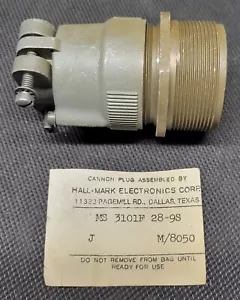 CANNON PLUG ASSEMBLED BY
HALL-MARK ELECTRONICS CORP.
11333 PAGEMILL RD., DALLAS, TEXAS
MS 3101F 28-9S
J M/8050
DO NOT REMOVE FROM BAG UNTIL
READY FOR USE